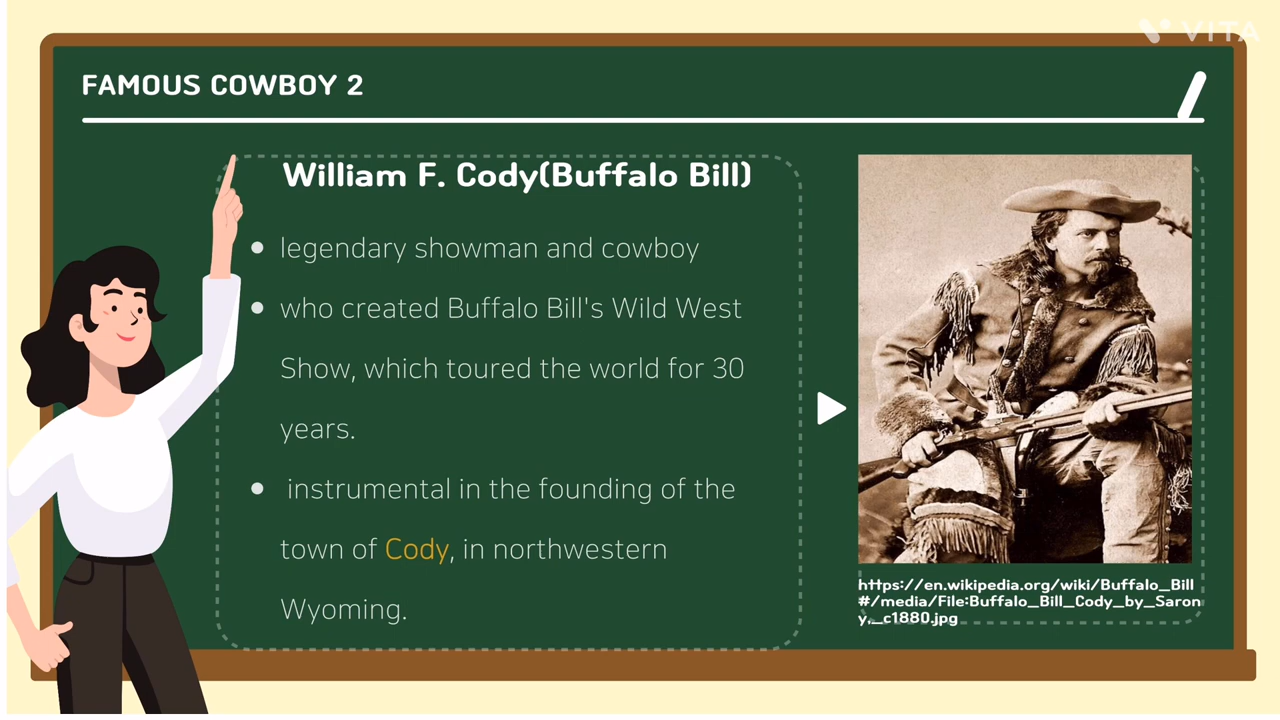 VITA
FAMOUS COWBOY 2
William F. Cody(Buffalo Bill)
legendary showman and cowboy
who created Buffalo Bill's Wild West
Show, which toured the world for 30
years.
instrumental in the founding of the
town of Cody, in northwestern
Wyoming.
https://en.wikipedia.org/wiki/Buffalo_Bill
#/media/File:Buffalo_Bill_Cody_by_Saron
y,_c1880.jpg